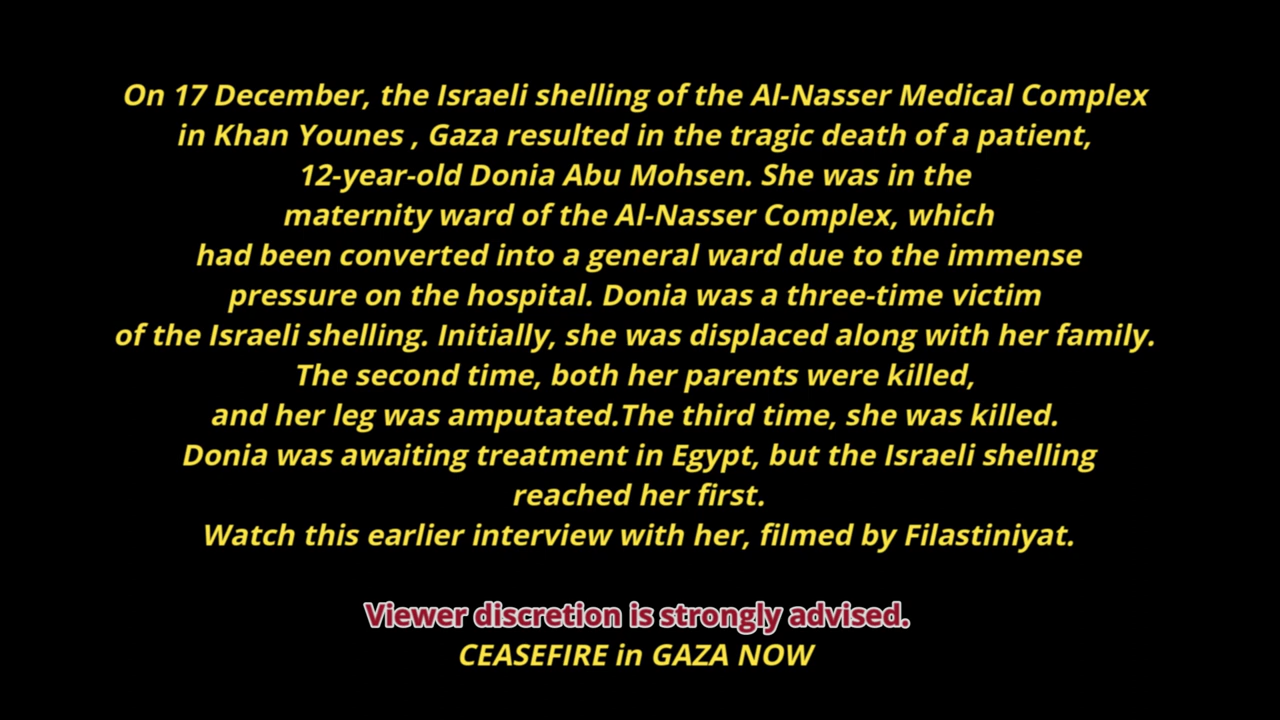 On 17 December, the Israeli shelling of the Al-Nasser Medical Complex
in Khan Younes , Gaza resulted in the tragic death of a patient,
12-year-old Donia Abu Mohsen. She was in the
maternity ward of the Al-Nasser Complex, which
had been converted into a general ward due to the immense
pressure on the hospital. Donia was a three-time victim
of the Israeli shelling. Initially, she was displaced along with her family.
The second time, both her parents were killed,
and her leg was amputated.The third time, she was killed.
Donia was awaiting treatment in Egypt, but the Israeli shelling
reached her first.
Watch this earlier interview with her, filmed by Filastiniyat.
Viewer discretion is strongly advised.
CEASEFIRE in GAZA NOW